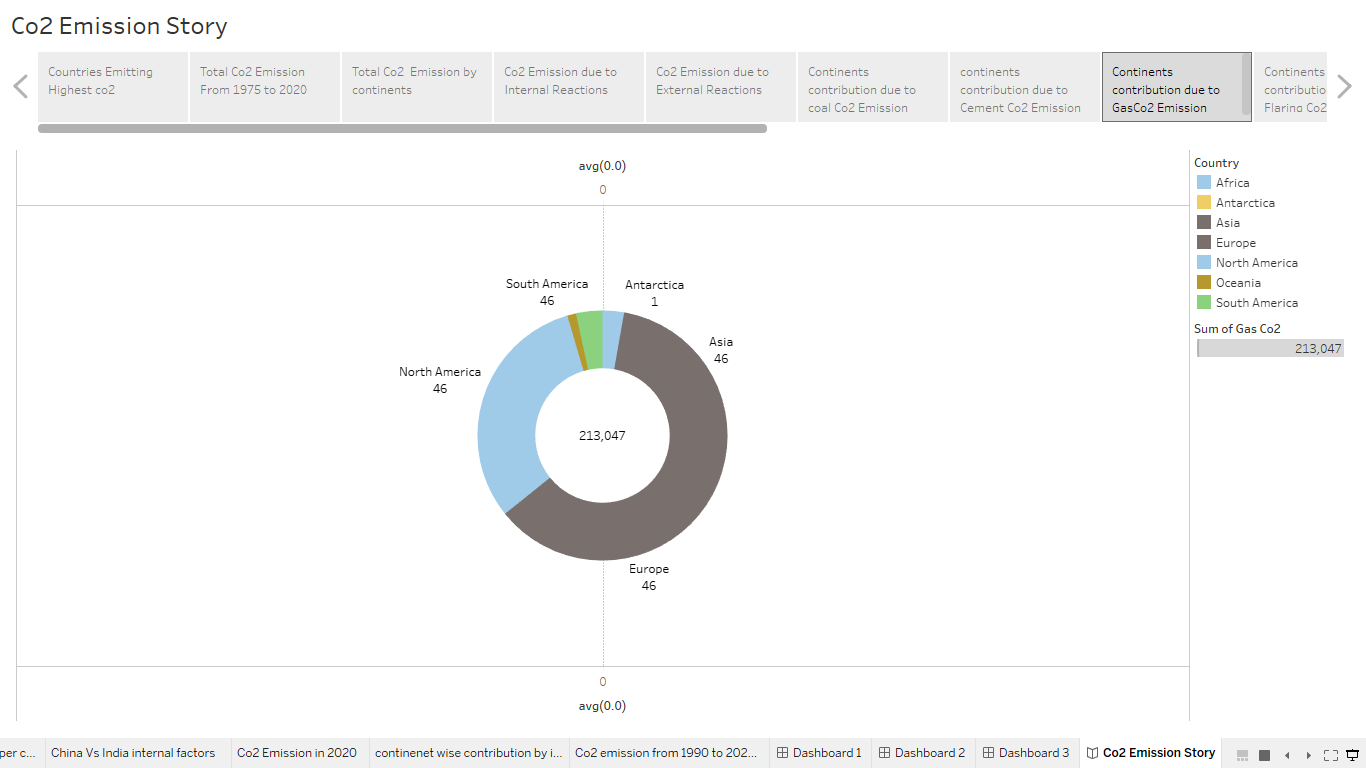 Co2 Emission Story
Countries Emitting
Highest co2
Total Co2 Emission
From 1975 to 2020
Total Co2 Emission by
continents
Co2 Emission due to
Internal Reactions
Co2 Emission due to
External Reactions
Continents
contribution due to
coal Co2 Emission
continents
contribution due to
Cement Co2 Emission
Continents
contribution due to
GasCo2 Emission
Continents
contributio
Flaring Co2
avg(0.0)
0
South America
46
Antarctica
1
Asia
46
North America
46
213,047
Europe
46
0
avg(0.0)
Country
Africa
Antarctica
Asia
Europe
North America
Oceania
South America
Sum of Gas Co2
213,047
per c...
China Vs India internal factors
Co2 Emission in 2020
continenet wise contribution by i...
Co2 emission from 1990 to 202...
Dashboard 1
Dashboard 2
Dashboard 3
Co2 Emission Story